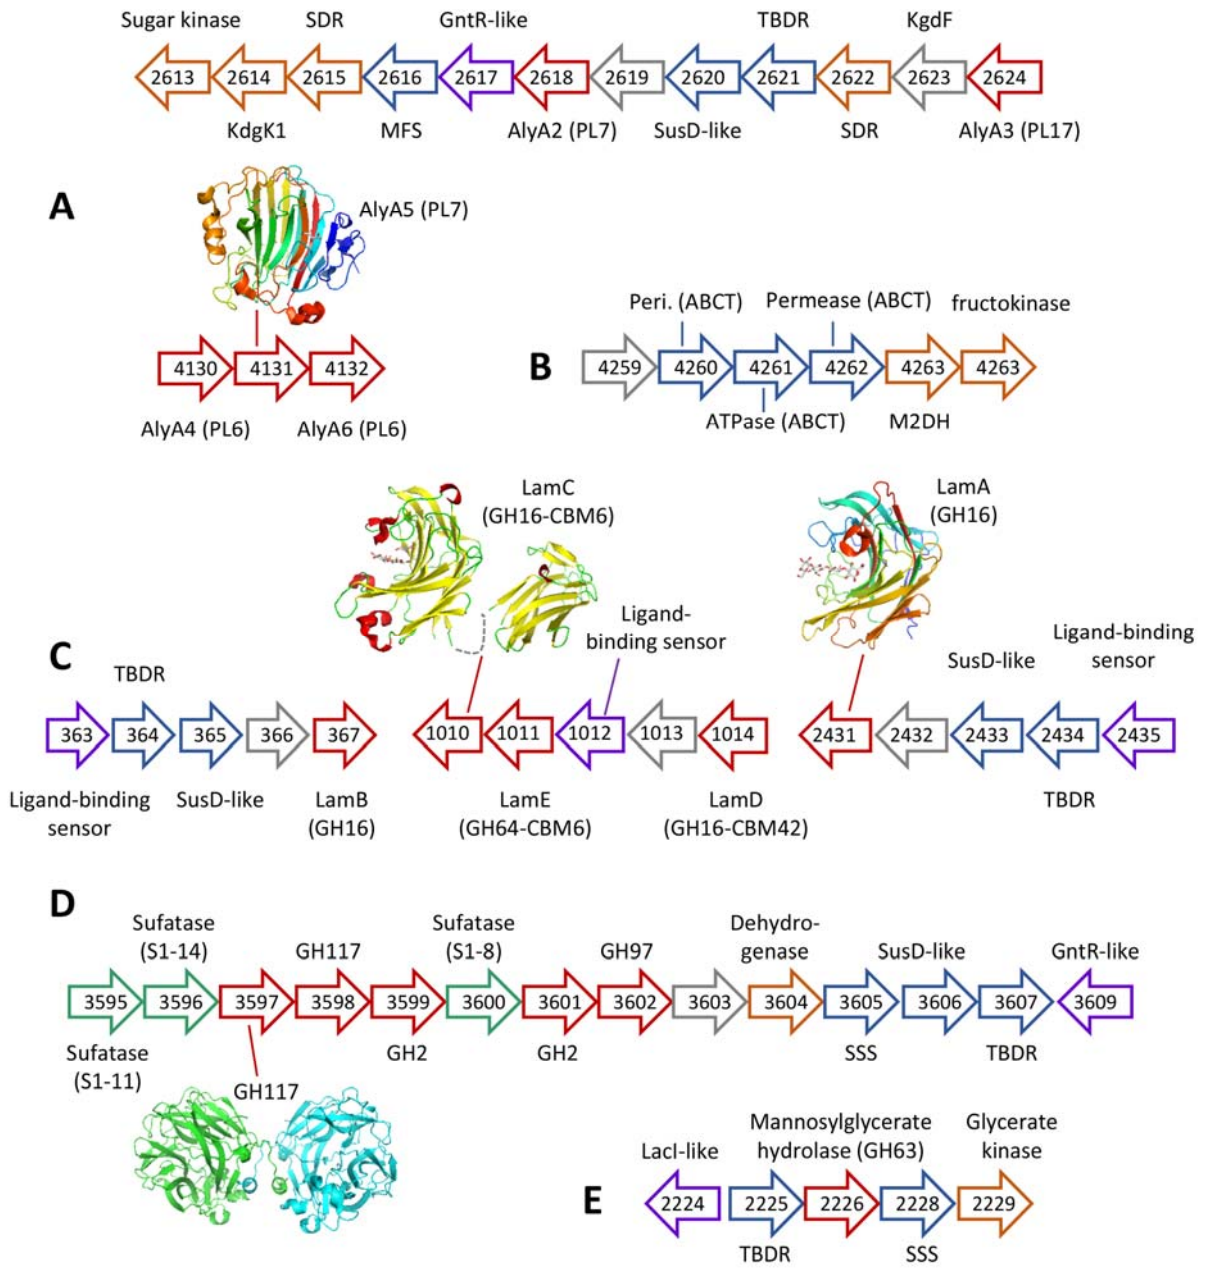 Sugar kinase SDR GntR-like TBDR KgdF
2613 2614 2615 2616 2617 2618 2619 2620 2621 2622 2623 2624
KdgK1 MFS AlyA2 (PL7) SusD-like SDR AlyA3 (PL17)
A
AlyA5 (PL7)
4130 4131 4132
AlyA4 (PL6) AlyA6 (PL6)
B
Peri. (ABCT) Permease (ABCT) fructokinase
4259 4260 4261 4262 4263 4263
ATPase (ABCT) M2DH
C
LamC
(GH16-CBM6)
LamA
(GH16)
Ligand-
binding sensor
TBDR
SusD-like
Ligand-binding
sensor
363 364 365 366 367
1010 1011 1012 1013 1014
2431 2432 2433 2434 2435
Ligand-binding
sensor
SusD-like
LamB
(GH16)
LamE
(GH64-CBM6)
LamD
(GH16-CBM42)
TBDR
D
Sufatase
(S1-14)
GH117
Sufatase
(S1-8)
GH97
Dehydro-
genase
SusD-like
GntR-like
3595 3596 3597 3598 3599 3600 3601 3602 3603 3604 3605 3606 3607 3609
Sufatase
(S1-11)
GH117
GH2
GH2
SSS
TBDR
E
LacI-like
Mannosylglycerate
hydrolase (GH63)
Glycerate
kinase
2224 2225 2226 2228 2229
TBDR SSS